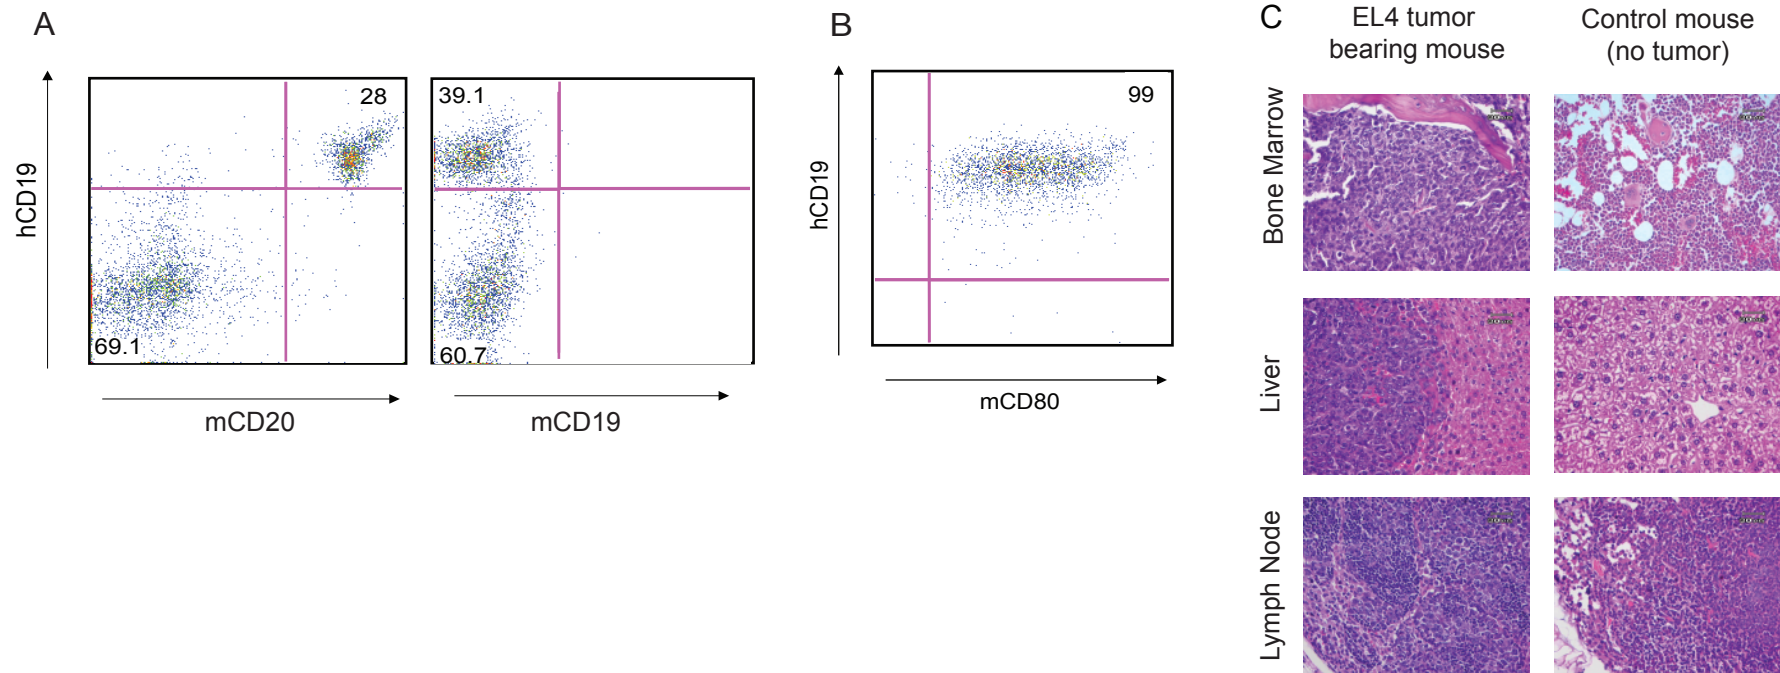 A
hCD19
28
69.1
mCD20
39.1
60.7
mCD19
B
hCD19
99
mCD80
C
EL4 tumor
bearing mouse
Control mouse
(no tumor)
Bone Marrow
Liver
Lymph Node